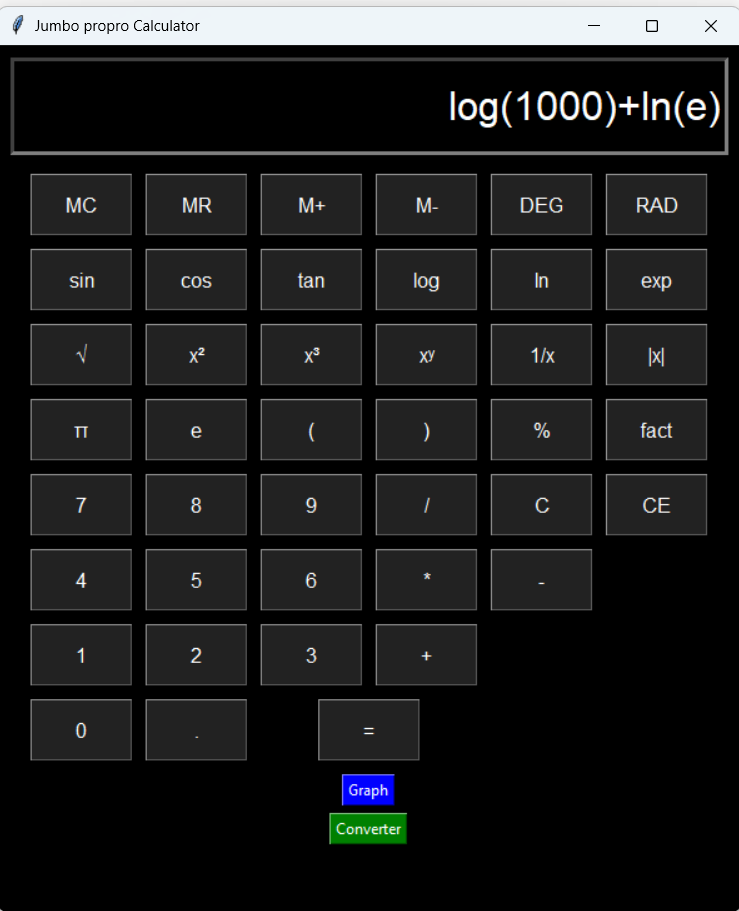 Jumbo propro Calculator
log(1000)+ln(e)
MC MR M+ M- DEG RAD
sin cos tan log ln exp
√ x² x³ xʸ 1/x |x|
π e ( ) % fact
7 8 9 / C CE
4 5 6 * -
1 2 3 +
0 . =
Graph
Converter